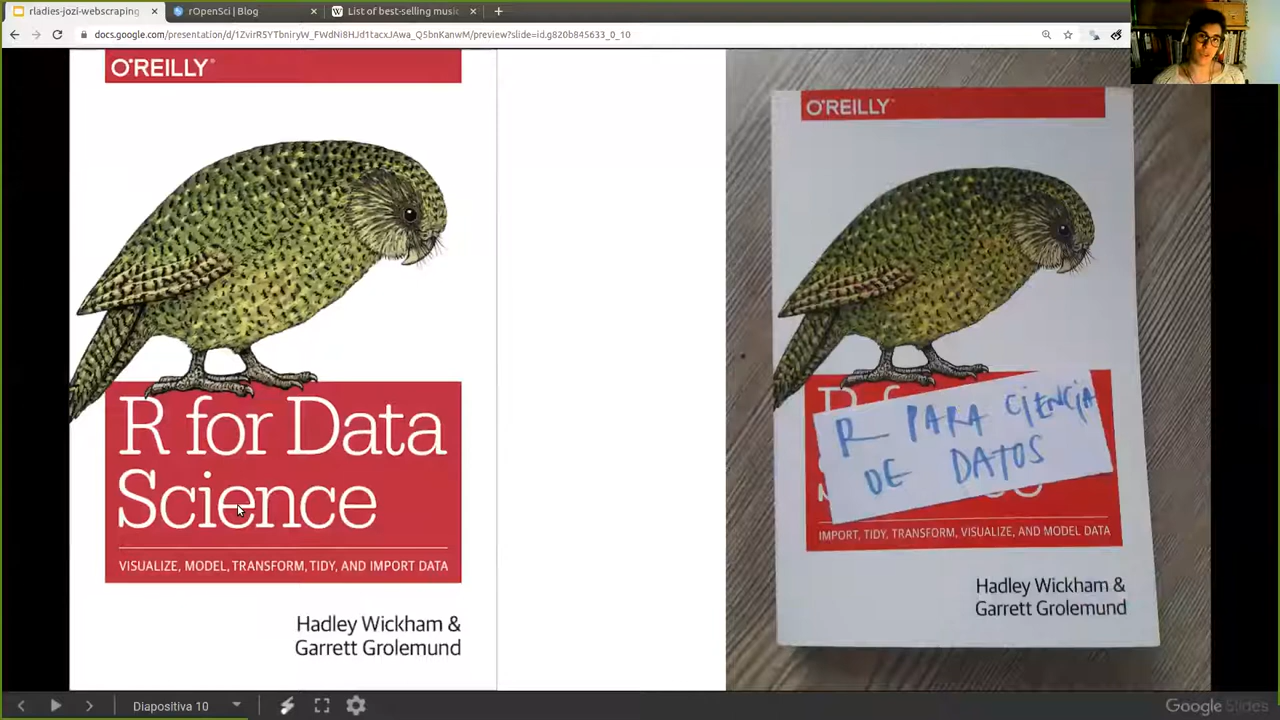 rladies-jozi-webscraping
rOpenSci | Blog
List of best-selling music
docs.google.com/presentation/d/1ZvirR5YTbniryW_FWdNi8HJd1tacxJAwa_Q5bnKanwM/preview?slide=id.g820b845633_0_10
O'REILLY
R for Data
Science
VISUALIZE, MODEL, TRANSFORM, TIDY, AND IMPORT DATA
Hadley Wickham &
Garrett Grolemund
O'REILLY
R PARA CIENCIA
DE DATOS
IMPORT, TIDY, TRANSFORM, VISUALIZE, AND MODEL DATA
Hadley Wickham &
Garrett Grolemund
Diapositiva 10
Google Slides